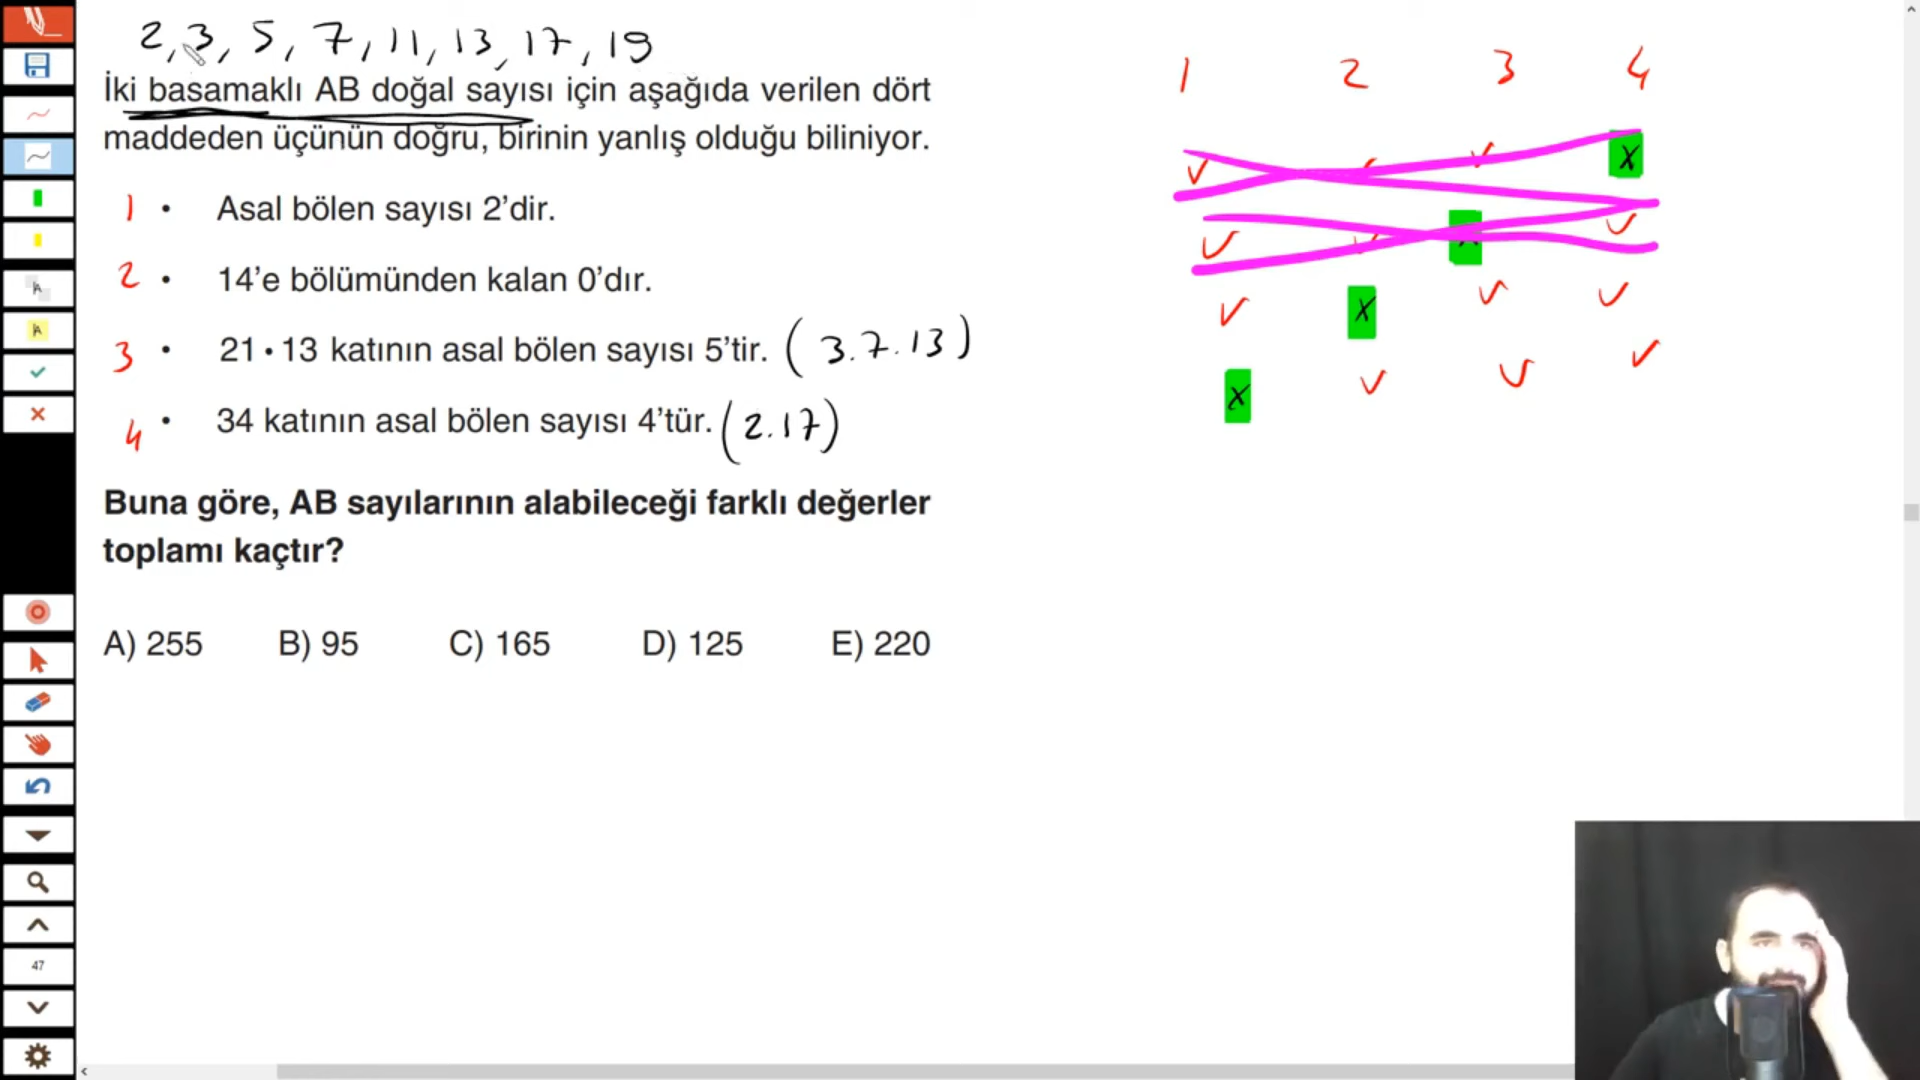 2, 3, 5, 7, 11, 13, 17, 19
İki basamaklı AB doğal sayısı için aşağıda verilen dört
maddeden üçünün doğru, birinin yanlış olduğu biliniyor.
1 • Asal bölen sayısı 2’dir.
2 • 14’e bölümünden kalan 0’dır.
3 • 21 • 13 katının asal bölen sayısı 5’tir. (3.7.13)
4 • 34 katının asal bölen sayısı 4’tür. (2.17)
Buna göre, AB sayılarının alabileceği farklı değerler
toplamı kaçtır?
A) 255 B) 95 C) 165 D) 125 E) 220
1 2 3 4
✓ ✓ ✓ X
✓ ✓ X ✓
✓ X ✓ ✓
X ✓ ✓ ✓
47